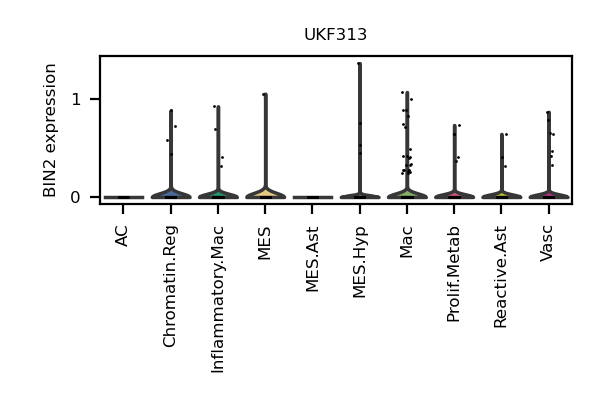 UKF313
BIN2 expression
1
0
AC
Chromatin.Reg
Inflammatory.Mac
MES
MES.Ast
MES.Hyp
Mac
Prolif.Metab
Reactive.Ast
Vasc